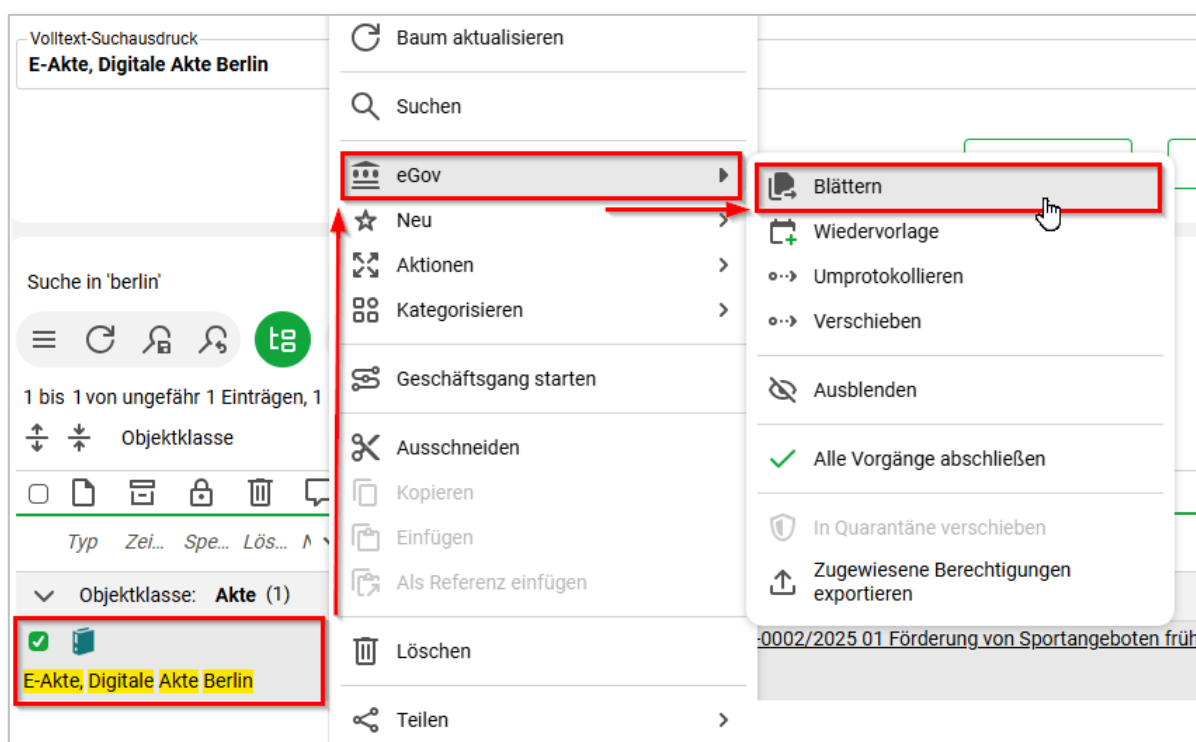 Volltext-Suchausdruck
E-Akte, Digitale Akte Berlin
Suche in 'berlin'
1 bis 1 von ungefähr 1 Einträgen, 1
Objektklasse
Typ Zei... Spe... Lös... N
Objektklasse: Akte (1)
E-Akte, Digitale Akte Berlin
Baum aktualisieren
Suchen
eGov
Neu
Aktionen
Kategorisieren
Geschäftsgang starten
Ausschneiden
Kopieren
Einfügen
Als Referenz einfügen
Löschen
Teilen
Blättern
Wiedervorlage
Umprotokollieren
Verschieben
Ausblenden
Alle Vorgänge abschließen
In Quarantäne verschieben
Zugewiesene Berechtigungen
exportieren
-0002/2025 01 Förderung von Sportangeboten früh